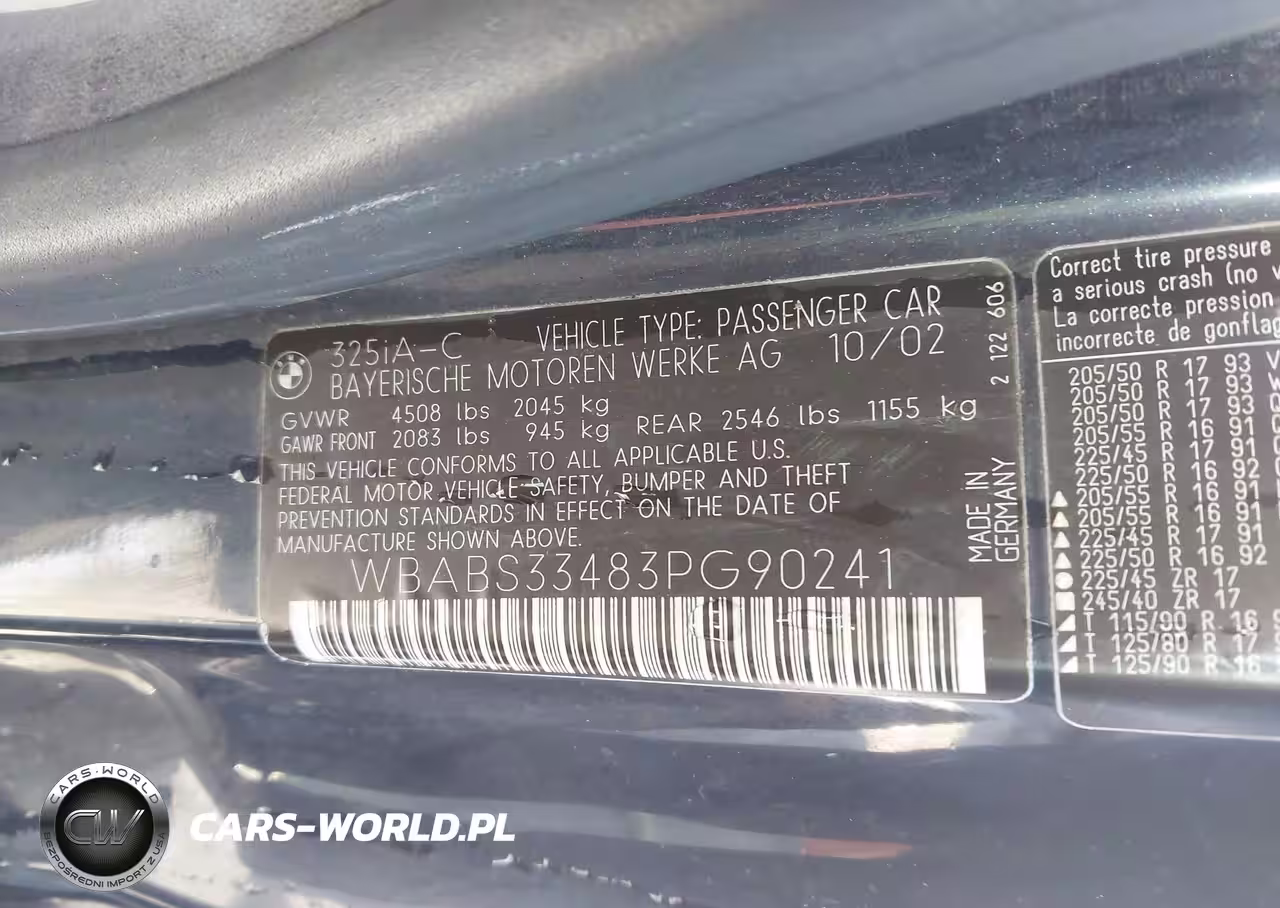 325iA-C VEHICLE TYPE: PASSENGER CAR
BAYERISCHE MOTOREN WERKE AG 10/02
GVWR 4508 lbs 2045 kg
GAWR FRONT 2083 lbs 945 kg REAR 2546 lbs 1155 kg
THIS VEHICLE CONFORMS TO ALL APPLICABLE U.S.
FEDERAL MOTOR VEHICLE SAFETY, BUMPER AND THEFT
PREVENTION STANDARDS IN EFFECT ON THE DATE OF
MANUFACTURE SHOWN ABOVE.
WBABS33483PG90241
2 122 606
MADE IN
GERMANY
Correct tire pressure
a serious crash (no
La correcte pression
incorrecte de gonflag
205/50 R 17 93
205/50 R 17 93
205/50 R 17 93
205/55 R 16 91
225/45 R 17 91
225/50 R 16 92
205/55 R 16 91
205/55 R 16 91
225/45 R 17 91
225/50 R 16 92
225/45 ZR 17
245/40 ZR 17
T 115/90 R 16
T 125/80 R 17
T 125/90 R 16
CARS-WORLD
CW
BEZPOŚREDNI IMPORT Z USA
CARS-WORLD.PL